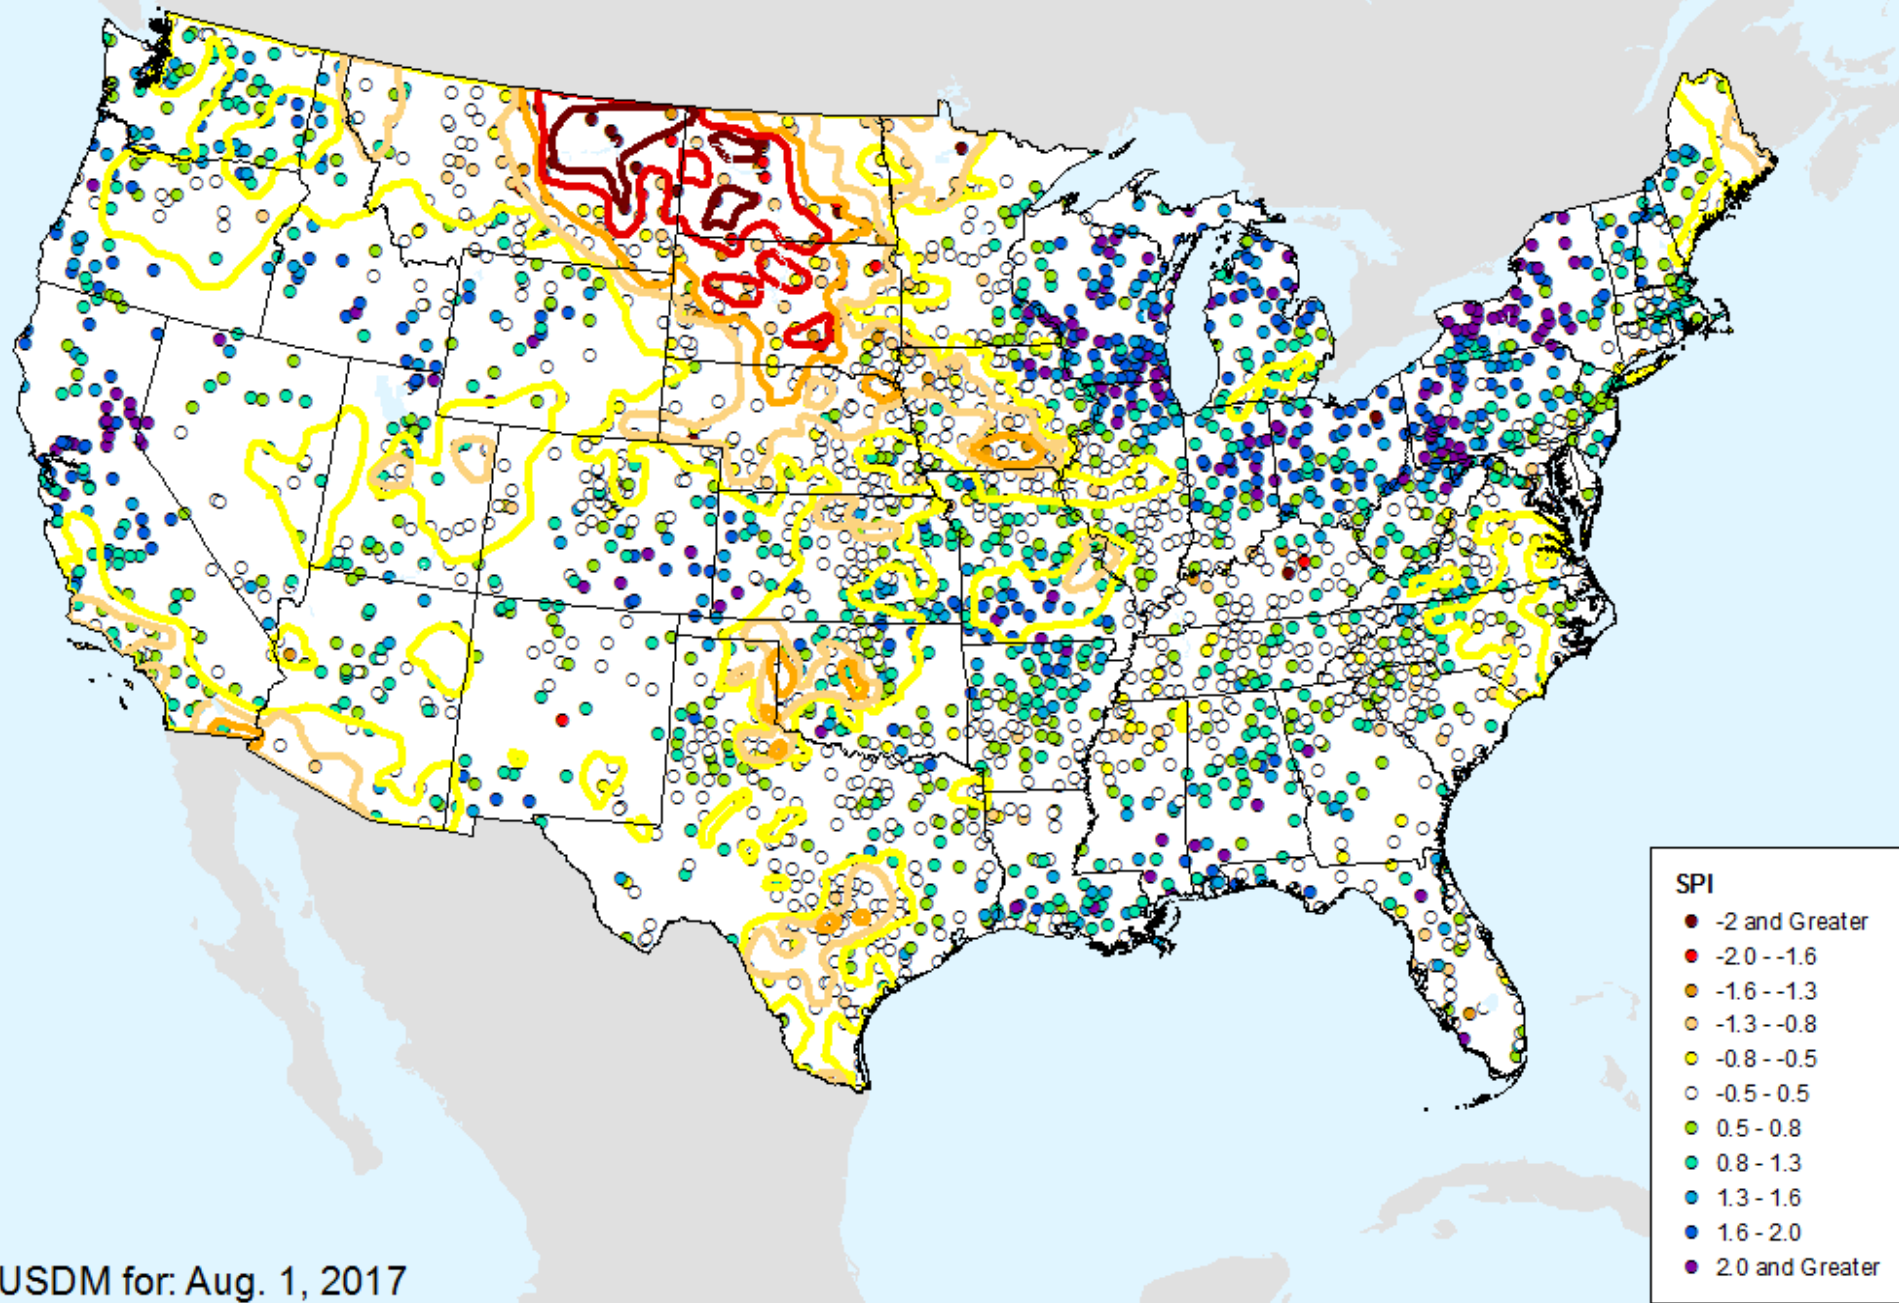 SPI
-2 and Greater
-2.0 - -1.6
-1.6 - -1.3
-1.3 - -0.8
-0.8 - -0.5
-0.5 - 0.5
0.5 - 0.8
0.8 - 1.3
1.3 - 1.6
1.6 - 2.0
2.0 and Greater
USDM for: Aug. 1, 2017